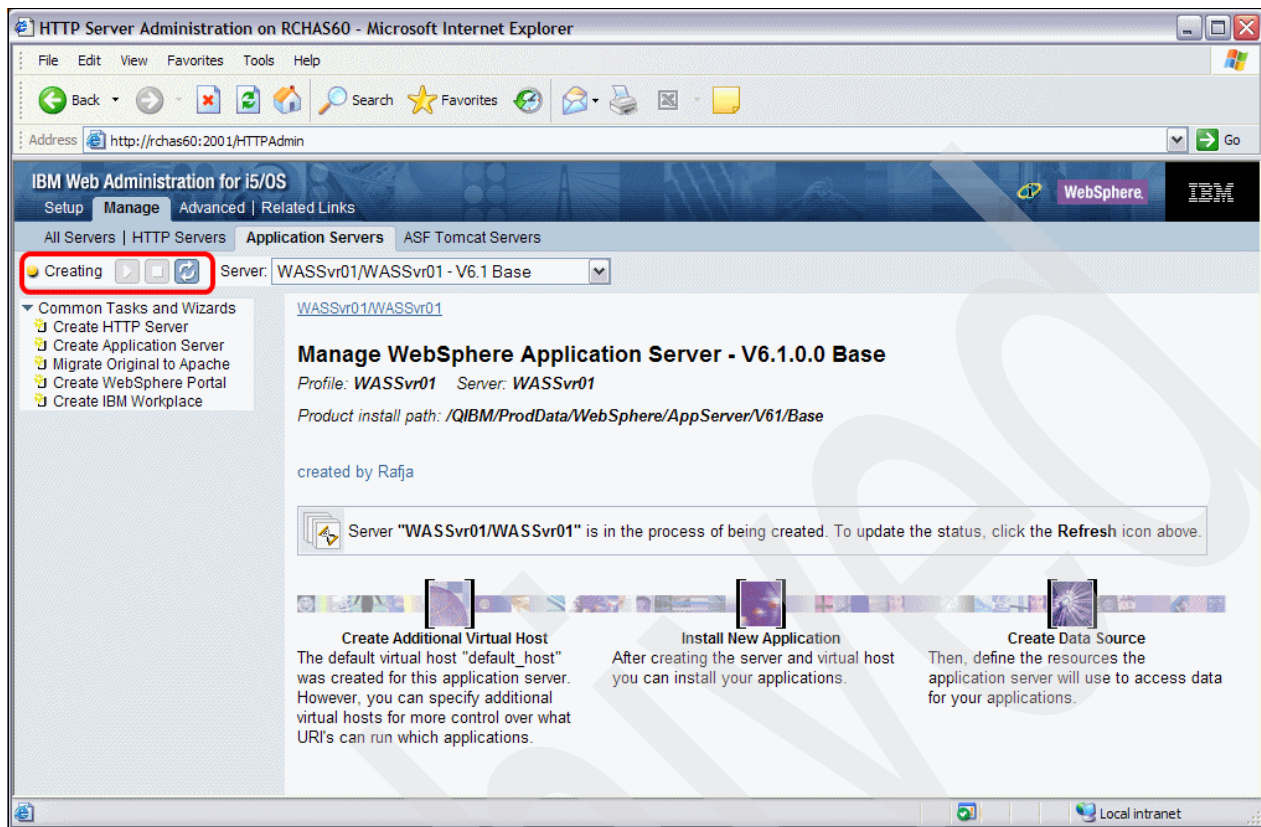 HTTP Server Administration on RCHAS60 - Microsoft Internet Explorer
File Edit View Favorites Tools Help
Back Search Favorites
Address http://rchas60:2001/HTTPAdmin Go
IBM Web Administration for i5/OS
WebSphere. IBM
Setup Manage Advanced | Related Links
All Servers | HTTP Servers Application Servers ASF Tomcat Servers
Creating Server: WASSvr01/WASSvr01 - V6.1 Base
Common Tasks and Wizards
Create HTTP Server
Create Application Server
Migrate Original to Apache
Create WebSphere Portal
Create IBM Workplace
WASSvr01/WASSvr01
Manage WebSphere Application Server - V6.1.0.0 Base
Profile: WASSvr01 Server: WASSvr01
Product install path: /QIBM/ProdData/WebSphere/AppServer/V61/Base
created by Rafja
Server "WASSvr01/WASSvr01" is in the process of being created. To update the status, click the Refresh icon above.
Create Additional Virtual Host
The default virtual host "default_host"
was created for this application server.
However, you can specify additional
virtual hosts for more control over what
URI's can run which applications.
Install New Application
After creating the server and virtual host
you can install your applications.
Create Data Source
Then, define the resources the
application server will use to access data
for your applications.
Local intranet